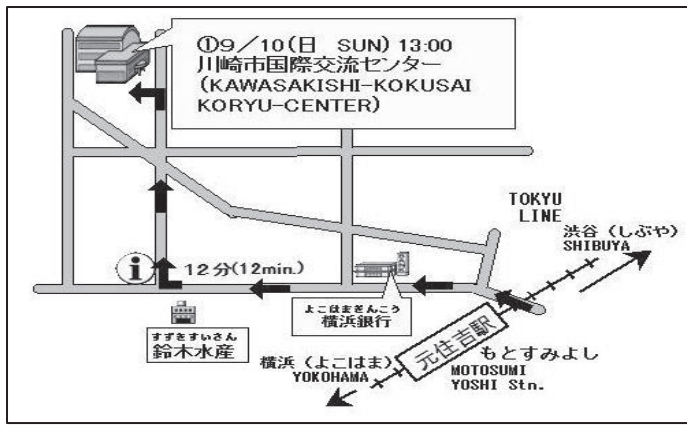 ①9/10(日 SUN) 13:00
川崎市国際交流センター
(KAWASAKISHI-KOKUSAI
KORYU-CENTER)
TOKYU
LINE
渋谷(しぶや)
SHIBUYA
i
12分(12min.)
よこはまぎんこう
横浜銀行
すずきすいさん
鈴木水産
元住吉駅
もとすみよし
MOTOSUMI
YOSHI Stn.
横浜(よこはま)
YOKOHAMA